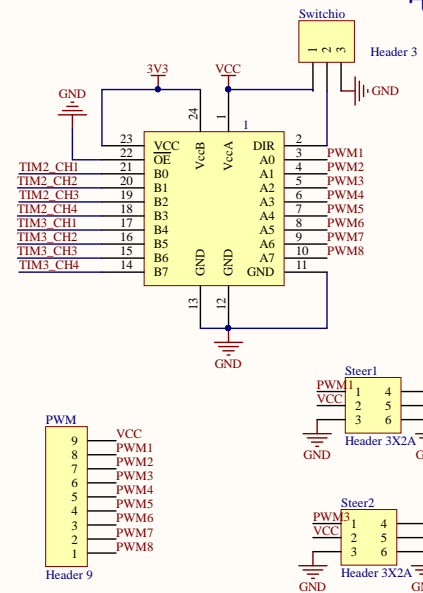 Switchio
1 2 3
Header 3
3V3
VCC
GND
GND
24
1
1
23 VCC VccB VccA DIR 2
22 OE A0 3 PWM1
TIM2_CH1 21 B0 A1 4 PWM2
TIM2_CH2 20 B1 A2 5 PWM3
TIM2_CH3 19 B2 A3 6 PWM4
TIM2_CH4 18 B3 A4 7 PWM5
TIM3_CH1 17 B4 A5 8 PWM6
TIM3_CH2 16 B5 A6 9 PWM7
TIM3_CH3 15 B6 A7 10 PWM8
TIM3_CH4 14 B7 GND GND GND 11
13
12
GND
Steer1
PWM1 1 4
VCC 2 5
3 6
GND
Header 3X2A
PWM
9 VCC
8 PWM1
7 PWM2
6 PWM3
5 PWM4
4 PWM5
3 PWM6
2 PWM7
1 PWM8
Header 9
Steer2
PWM3 1 4
VCC 2 5
3 6
GND
Header 3X2A